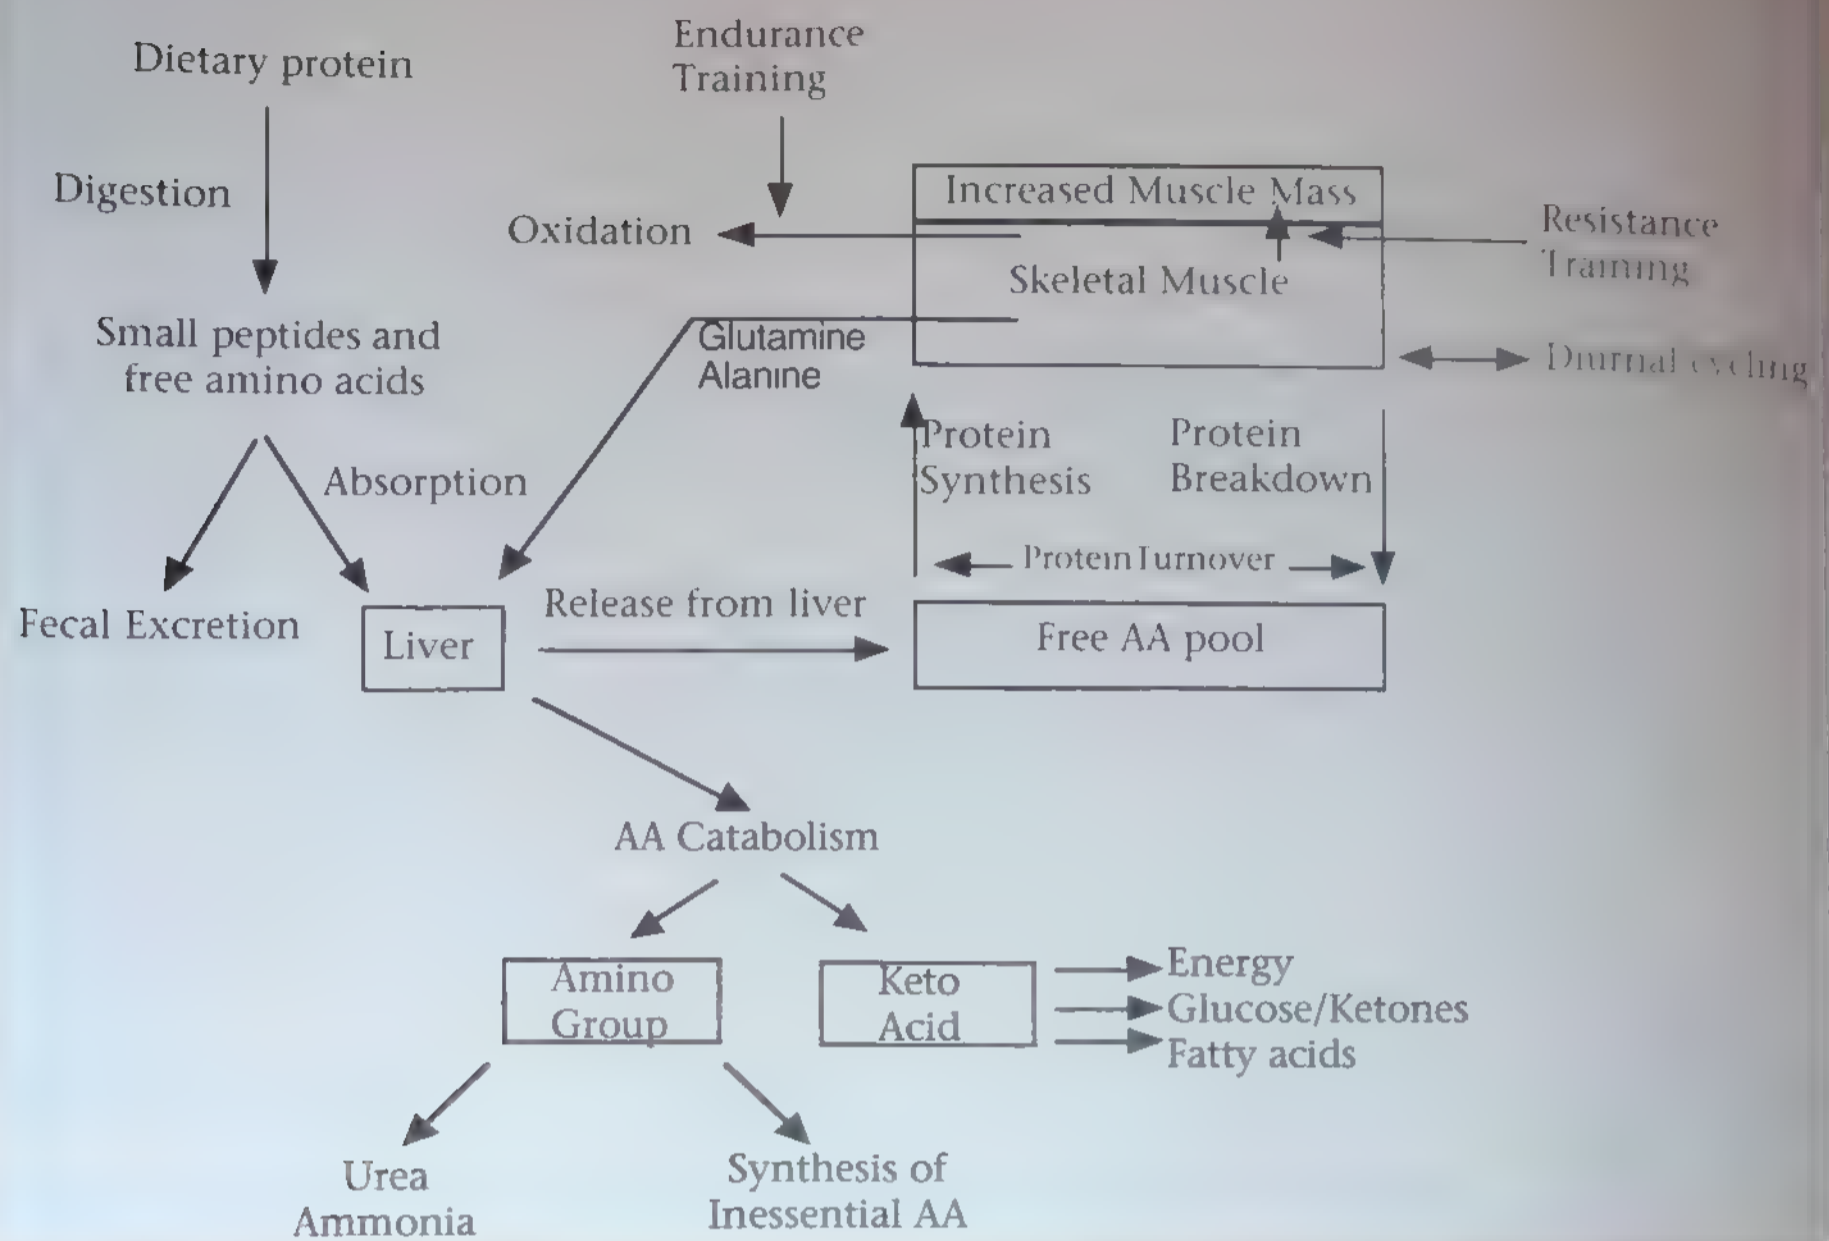 Dietary protein
Endurance
Training
Digestion
Increased Muscle Mass
Oxidation
Resistance
Training
Skeletal Muscle
Small peptides and
free amino acids
Glutamine
Alanine
Diurnal cycling
Absorption
Protein
Synthesis
Protein
Breakdown
Protein Turnover
Fecal Excretion
Liver
Release from liver
Free AA pool
AA Catabolism
Amino
Group
Keto
Acid
Energy
Glucose/Ketones
Fatty acids
Urea
Ammonia
Synthesis of
Inessential AA